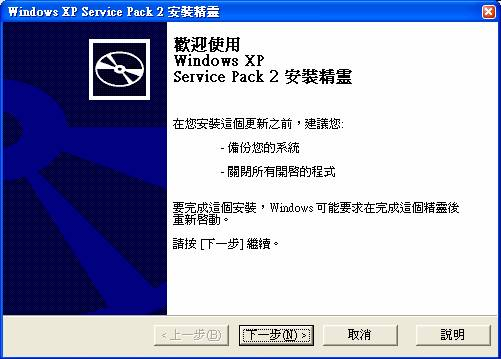 Windows XP Service Pack 2 安裝精靈
歡迎使用
Windows XP
Service Pack 2 安裝精靈
在您安裝這個更新之前，建議您:
- 備份您的系統
- 關閉所有開啓的程式
要完成這個安裝，Windows 可能要求在完成這個精靈後
重新啓動。
請按 [下一步] 繼續。
< 上一步(B)
下一步(N) >
取消
說明